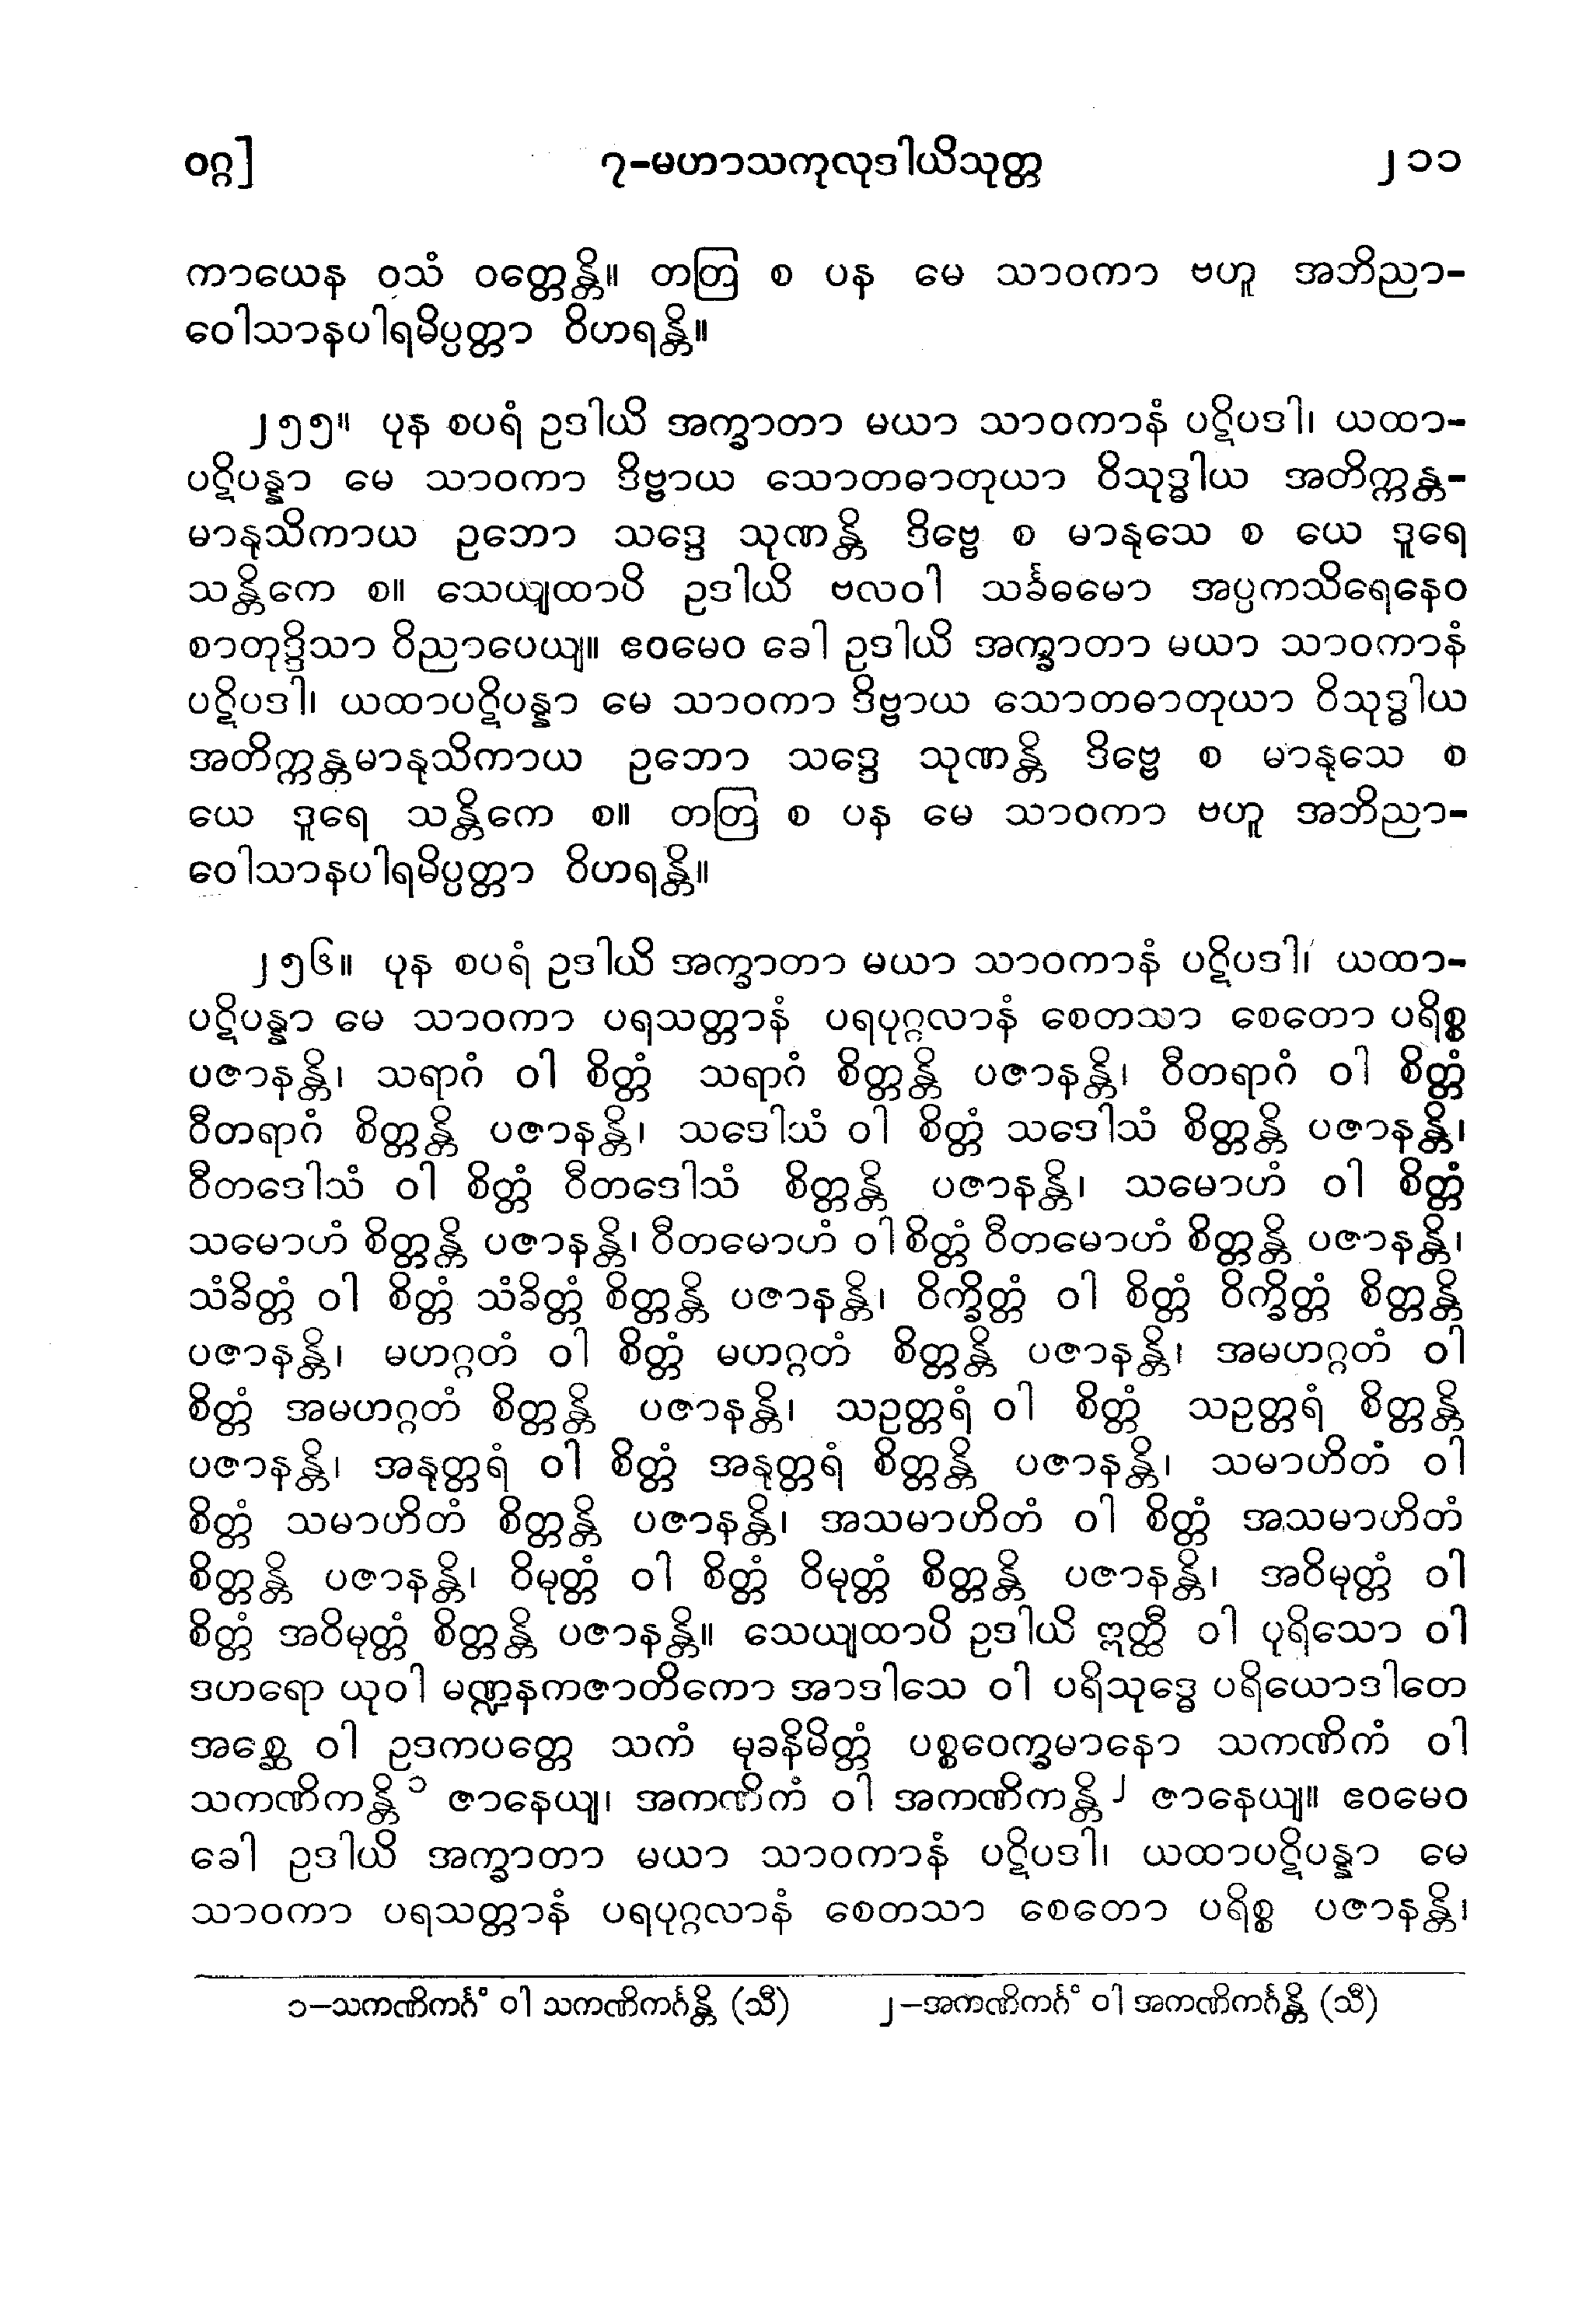 ဝဂ္ဂ] ၇-မဟာသကုလုဒါယိသုတ္တ ၂၁၁
ကာယေန ဝသံ ဝတ္တေန္တိ။ တတြ စ ပန မေ သာဝကာ ဗဟူ အဘိညာ-
ဝေါသာနပါရမိပ္ပတ္တာ ဝိဟရန္တိ။
၂၅၅။ ပုန စပရံ ဥဒါယိ အက္ခာတာ မယာ သာဝကာနံ ပဋိပဒါ၊ ယထာ-
ပဋိပန္နာ မေ သာဝကာ ဒိဗ္ဗာယ သောတဓာတုယာ ဝိသုဒ္ဓါယ အတိက္ကန္တ-
မာနုသိကာယ ဥဘော သဒ္ဒေ သုဏန္တိ ဒိဗ္ဗေ စ မာနုသေ စ ယေ ဒူရေ
သန္တိကေ စ။ သေယျထာပိ ဥဒါယိ ဗလဝါ သင်္ခဓမော အပ္ပကသိရေနေဝ
စာတုဒ္ဒိသာ ဝိညာပေယျ။ ဧဝမေဝ ခေါ ဥဒါယိ အက္ခာတာ မယာ သာဝကာနံ
ပဋိပဒါ၊ ယထာပဋိပန္နာ မေ သာဝကာ ဒိဗ္ဗာယ သောတဓာတုယာ ဝိသုဒ္ဓါယ
အတိက္ကန္တမာနုသိကာယ ဥဘော သဒ္ဒေ သုဏန္တိ ဒိဗ္ဗေ စ မာနုသေ စ
ယေ ဒူရေ သန္တိကေ စ။ တတြ စ ပန မေ သာဝကာ ဗဟူ အဘိညာ-
ဝေါသာနပါရမိပ္ပတ္တာ ဝိဟရန္တိ။
၂၅၆။ ပုန စပရံ ဥဒါယိ အက္ခာတာ မယာ သာဝကာနံ ပဋိပဒါ၊ ယထာ-
ပဋိပန္နာ မေ သာဝကာ ပရသတ္တာနံ ပရပုဂ္ဂလာနံ စေတသာ စေတော ပရိစ္စ
ပဇာနန္တိ၊ သရာဂံ ဝါ စိတ္တံ သရာဂံ စိတ္တန္တိ ပဇာနန္တိ၊ ဝီတရာဂံ ဝါ စိတ္တံ
ဝီတရာဂံ စိတ္တန္တိ ပဇာနန္တိ၊ သဒေါသံ ဝါ စိတ္တံ သဒေါသံ စိတ္တန္တိ ပဇာနန္တိ၊
ဝီတဒေါသံ ဝါ စိတ္တံ ဝီတဒေါသံ စိတ္တန္တိ ပဇာနန္တိ၊ သမောဟံ ဝါ စိတ္တံ
သမောဟံ စိတ္တန္တိ ပဇာနန္တိ၊ ဝီတမောဟံ ဝါ စိတ္တံ ဝီတမောဟံ စိတ္တန္တိ ပဇာနန္တိ၊
သံခိတ္တံ ဝါ စိတ္တံ သံခိတ္တံ စိတ္တန္တိ ပဇာနန္တိ၊ ဝိက္ခိတ္တံ ဝါ စိတ္တံ ဝိက္ခိတ္တံ စိတ္တန္တိ
ပဇာနန္တိ၊ မဟဂ္ဂတံ ဝါ စိတ္တံ မဟဂ္ဂတံ စိတ္တန္တိ ပဇာနန္တိ၊ အမဟဂ္ဂတံ ဝါ
စိတ္တံ အမဟဂ္ဂတံ စိတ္တန္တိ ပဇာနန္တိ၊ သဥတ္တရံ ဝါ စိတ္တံ သဥတ္တရံ စိတ္တန္တိ
ပဇာနန္တိ၊ အနုတ္တရံ ဝါ စိတ္တံ အနုတ္တရံ စိတ္တန္တိ ပဇာနန္တိ၊ သမာဟိတံ ဝါ
စိတ္တံ သမာဟိတံ စိတ္တန္တိ ပဇာနန္တိ၊ အသမာဟိတံ ဝါ စိတ္တံ အသမာဟိတံ
စိတ္တန္တိ ပဇာနန္တိ၊ ဝိမုတ္တံ ဝါ စိတ္တံ ဝိမုတ္တံ စိတ္တန္တိ ပဇာနန္တိ၊ အဝိမုတ္တံ ဝါ
စိတ္တံ အဝိမုတ္တံ စိတ္တန္တိ ပဇာနန္တိ။ သေယျထာပိ ဥဒါယိ ဣတ္ထီ ဝါ ပုရိသော ဝါ
ဒဟရော ယုဝါ မဏ္ဍနကဇာတိကော အာဒါသေ ဝါ ပရိသုဒ္ဓေ ပရိယောဒါတေ
အစ္ဆေ ဝါ ဥဒကပတ္တေ သကံ မုခနိမိတ္တံ ပစ္စဝေက္ခမာနော သကဏိကံ ဝါ
သကဏိကန္တိ ၁ ဇာနေယျ၊ အကဏိကံ ဝါ အကဏိကန္တိ ၂ ဇာနေယျ။ ဧဝမေဝ
ခေါ ဥဒါယိ အက္ခာတာ မယာ သာဝကာနံ ပဋိပဒါ၊ ယထာပဋိပန္နာ မေ
သာဝကာ ပရသတ္တာနံ ပရပုဂ္ဂလာနံ စေတသာ စေတော ပရိစ္စ ပဇာနန္တိ၊
၁-သကဏိကင်္ဂံ ဝါ သကဏိကင်္ဂန္တိ (သီ) ၂-အကဏိကင်္ဂံ ဝါ အကဏိကင်္ဂန္တိ (သီ)